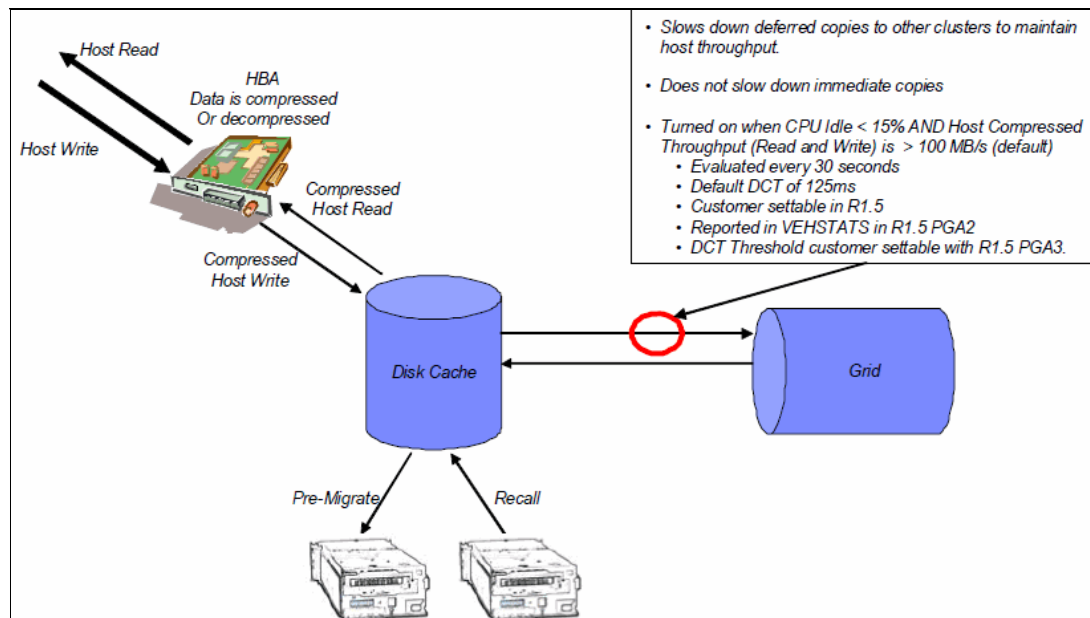 • Slows down deferred copies to other clusters to maintain
host throughput.
• Does not slow down immediate copies
• Turned on when CPU Idle < 15% AND Host Compressed
Throughput (Read and Write) is > 100 MB/s (default)
• Evaluated every 30 seconds
• Default DCT of 125ms
• Customer settable in R1.5
• Reported in VEHSTATS in R1.5 PGA2
• DCT Threshold customer settable with R1.5 PGA3.
Host Read
HBA
Data is compressed
Or decompressed
Host Write
Compressed
Host Read
Compressed
Host Write
Disk Cache
Grid
Pre-Migrate
Recall